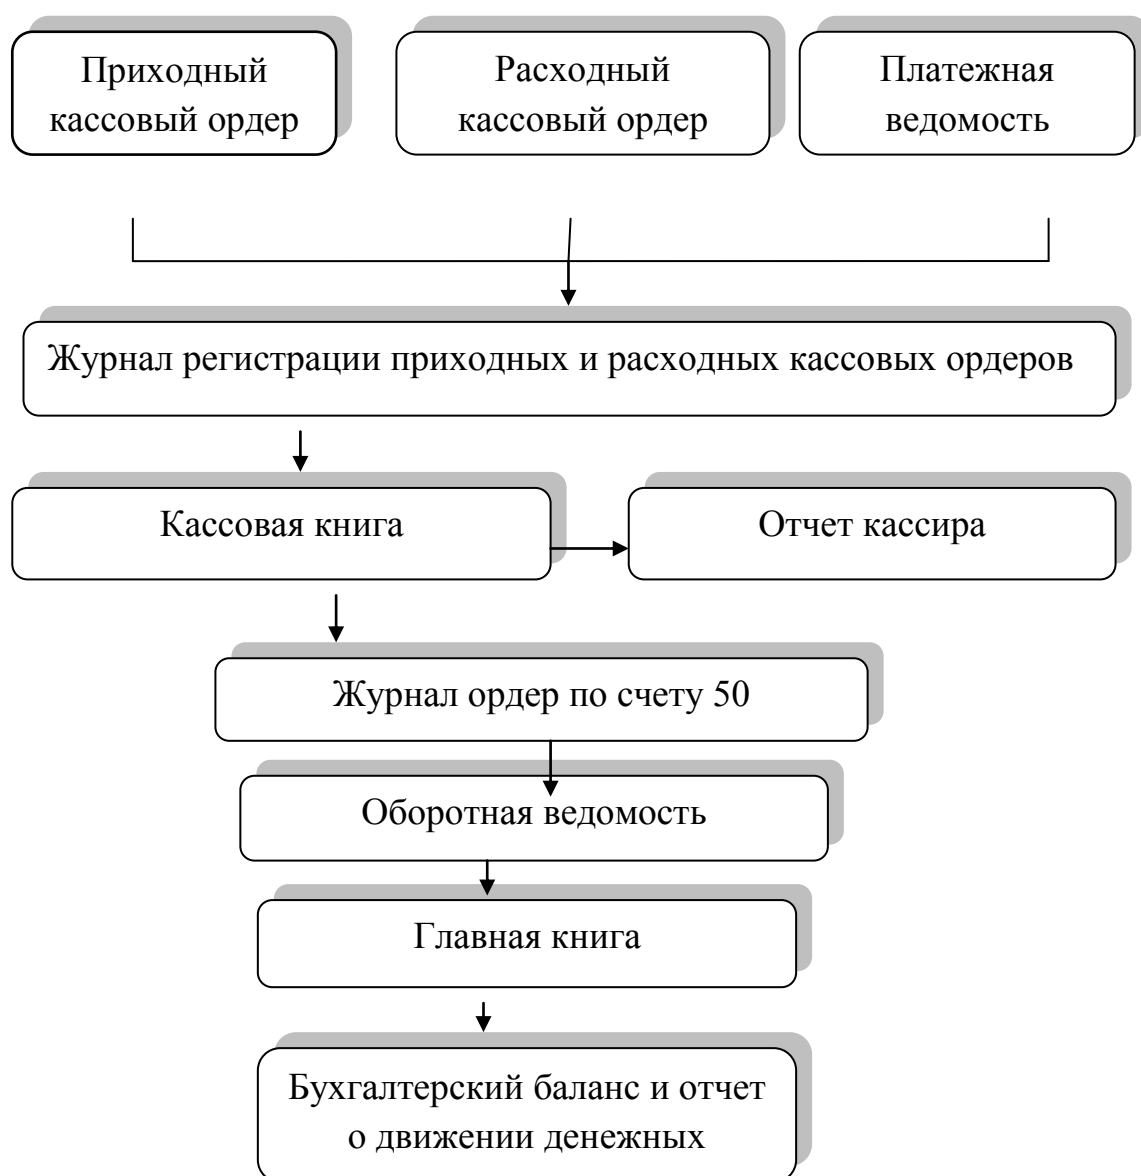 Приходный
кассовый ордер
Расходный
кассовый ордер
Платежная
ведомость
Журнал регистрации приходных и расходных кассовых ордеров
Кассовая книга
Отчет кассира
Журнал ордер по счету 50
Оборотная ведомость
Главная книга
Бухгалтерский баланс и отчет
о движении денежных